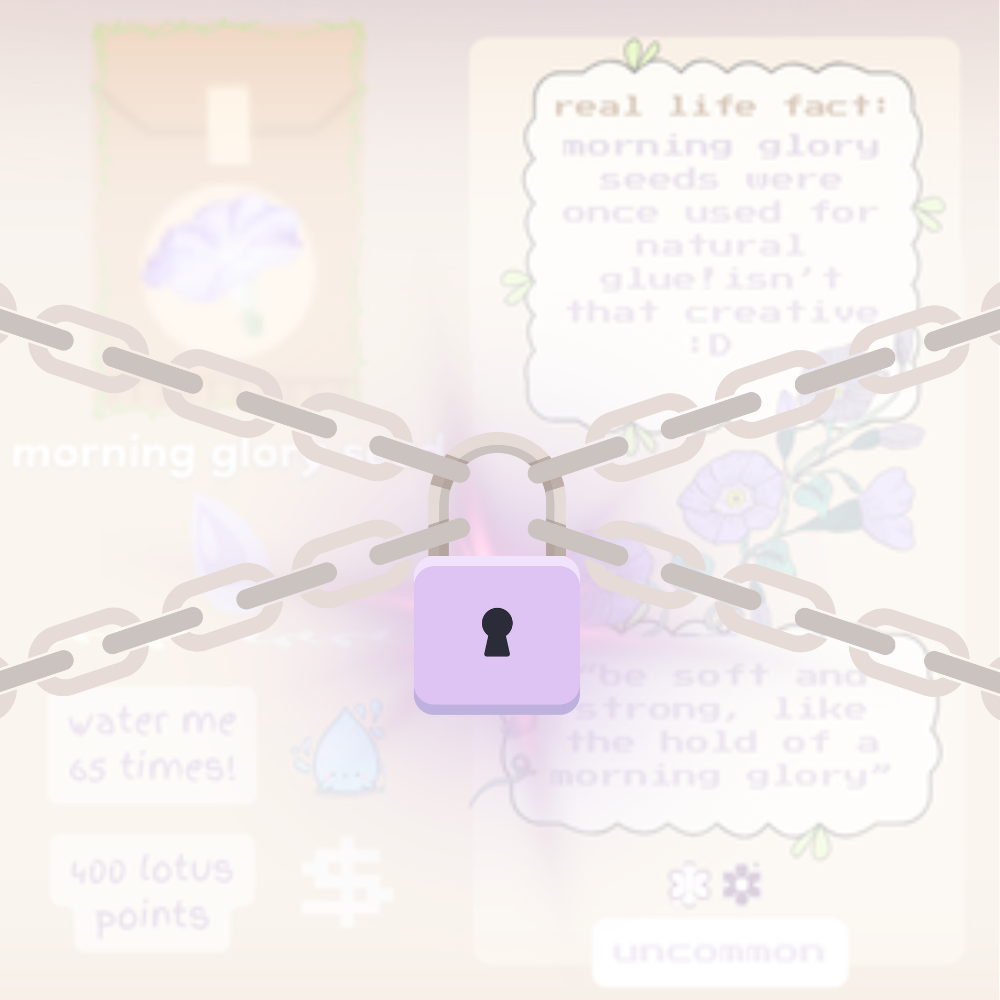 real life fact:
morning glory
seeds were
once used for
natural
glue!isn't
that creative
:D
morning glory
"be soft and
strong, like
the hold of a
morning glory"
water me
65 times!
400 lotus
points
$
uncommon